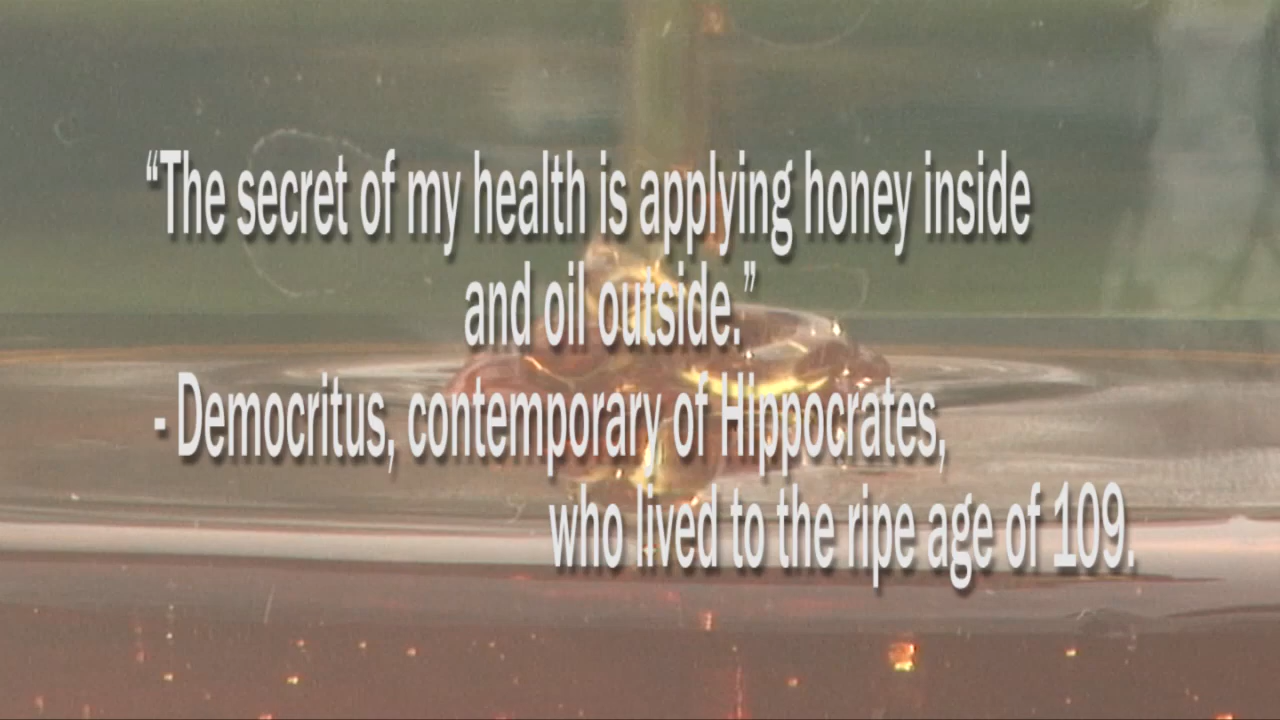 “The secret of my health is applying honey inside
and oil outside.”
- Democritus, contemporary of Hippocrates,
who lived to the ripe age of 109.